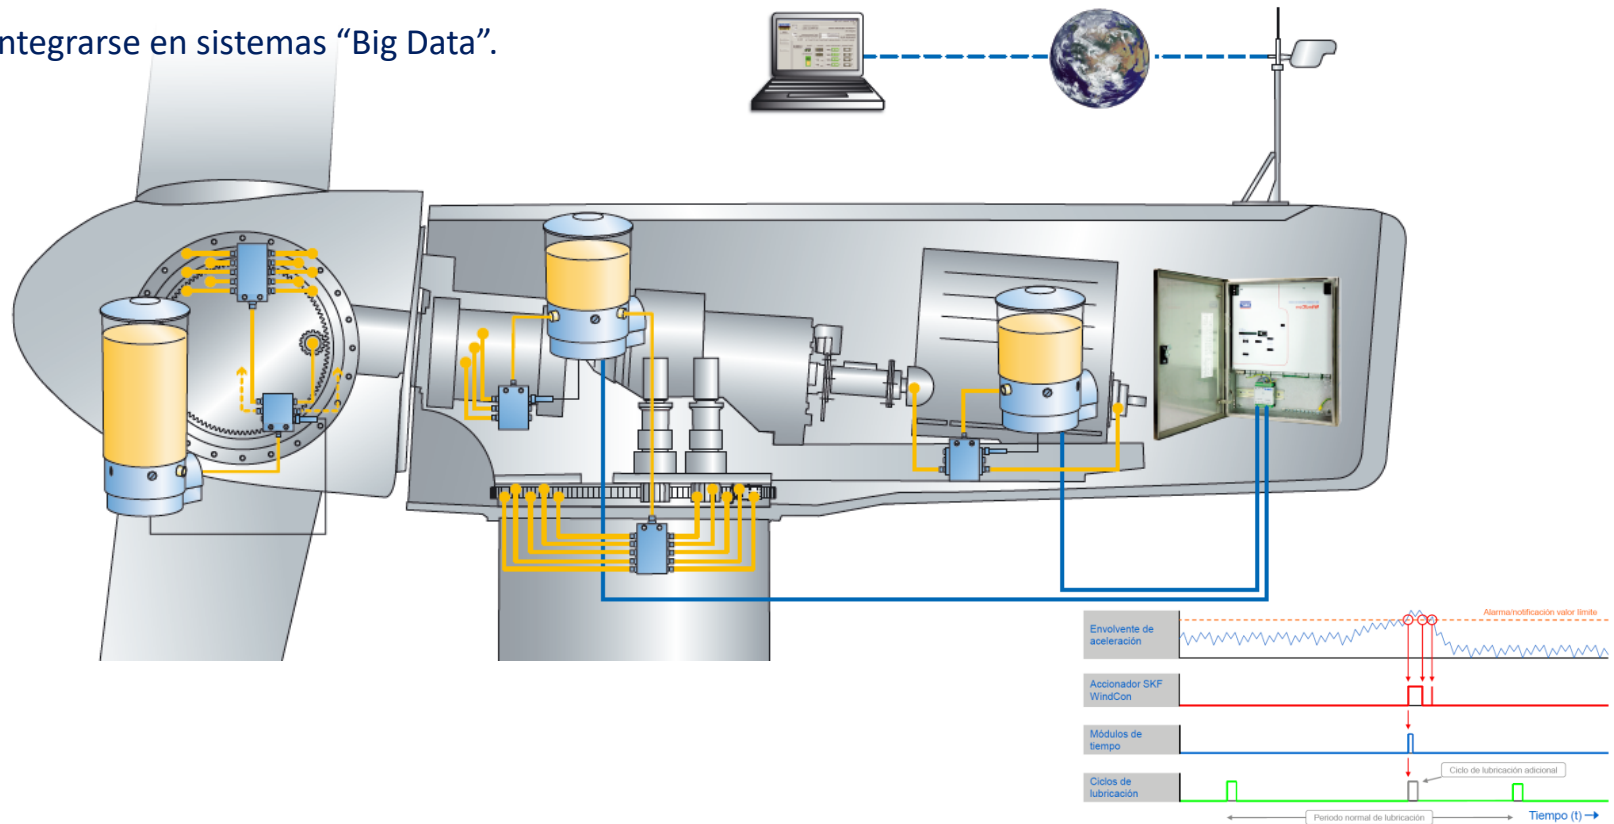 ntegrarse en sistemas “Big Data”.
Alarma/notificación valor límite
Envolvente de
aceleración
Accionador SKF
WindCon
Módulos de
tiempo
Ciclo de lubricación adicional
Ciclos de
lubricación
Periodo normal de lubricación
Tiempo (t)